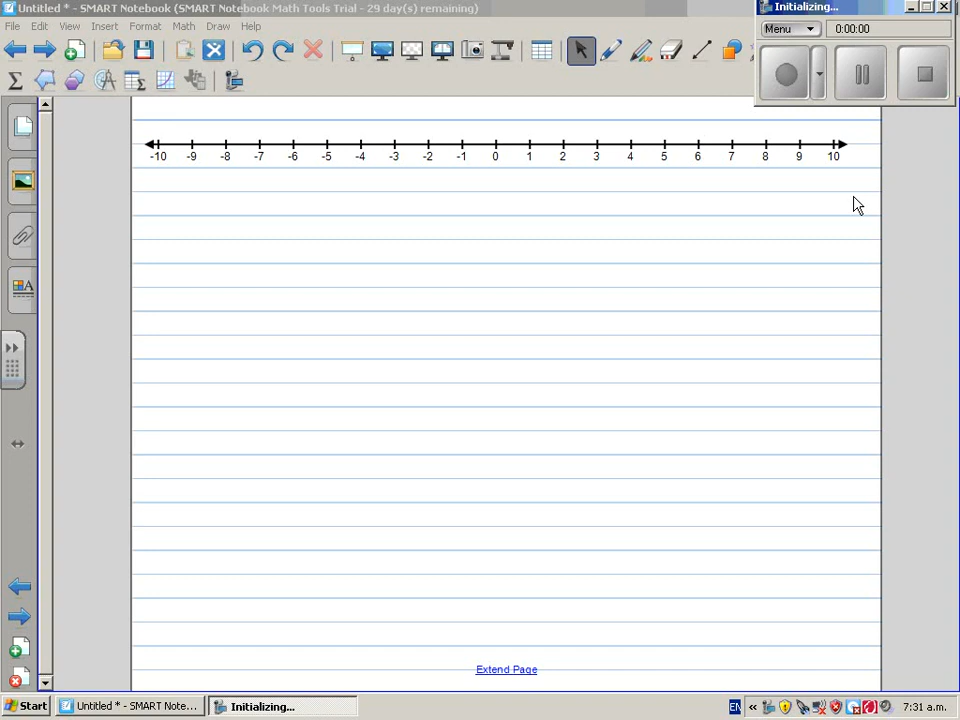 Untitled * - SMART Notebook (SMART Notebook Math Tools Trial - 29 day(s) remaining)
Initializing...
File Edit View Insert Format Math Draw Help
Menu 0:00:00
-10 -9 -8 -7 -6 -5 -4 -3 -2 -1 0 1 2 3 4 5 6 7 8 9 10
Extend Page
Start Untitled * - SMART Note... Initializing... EN « 7:31 a.m.